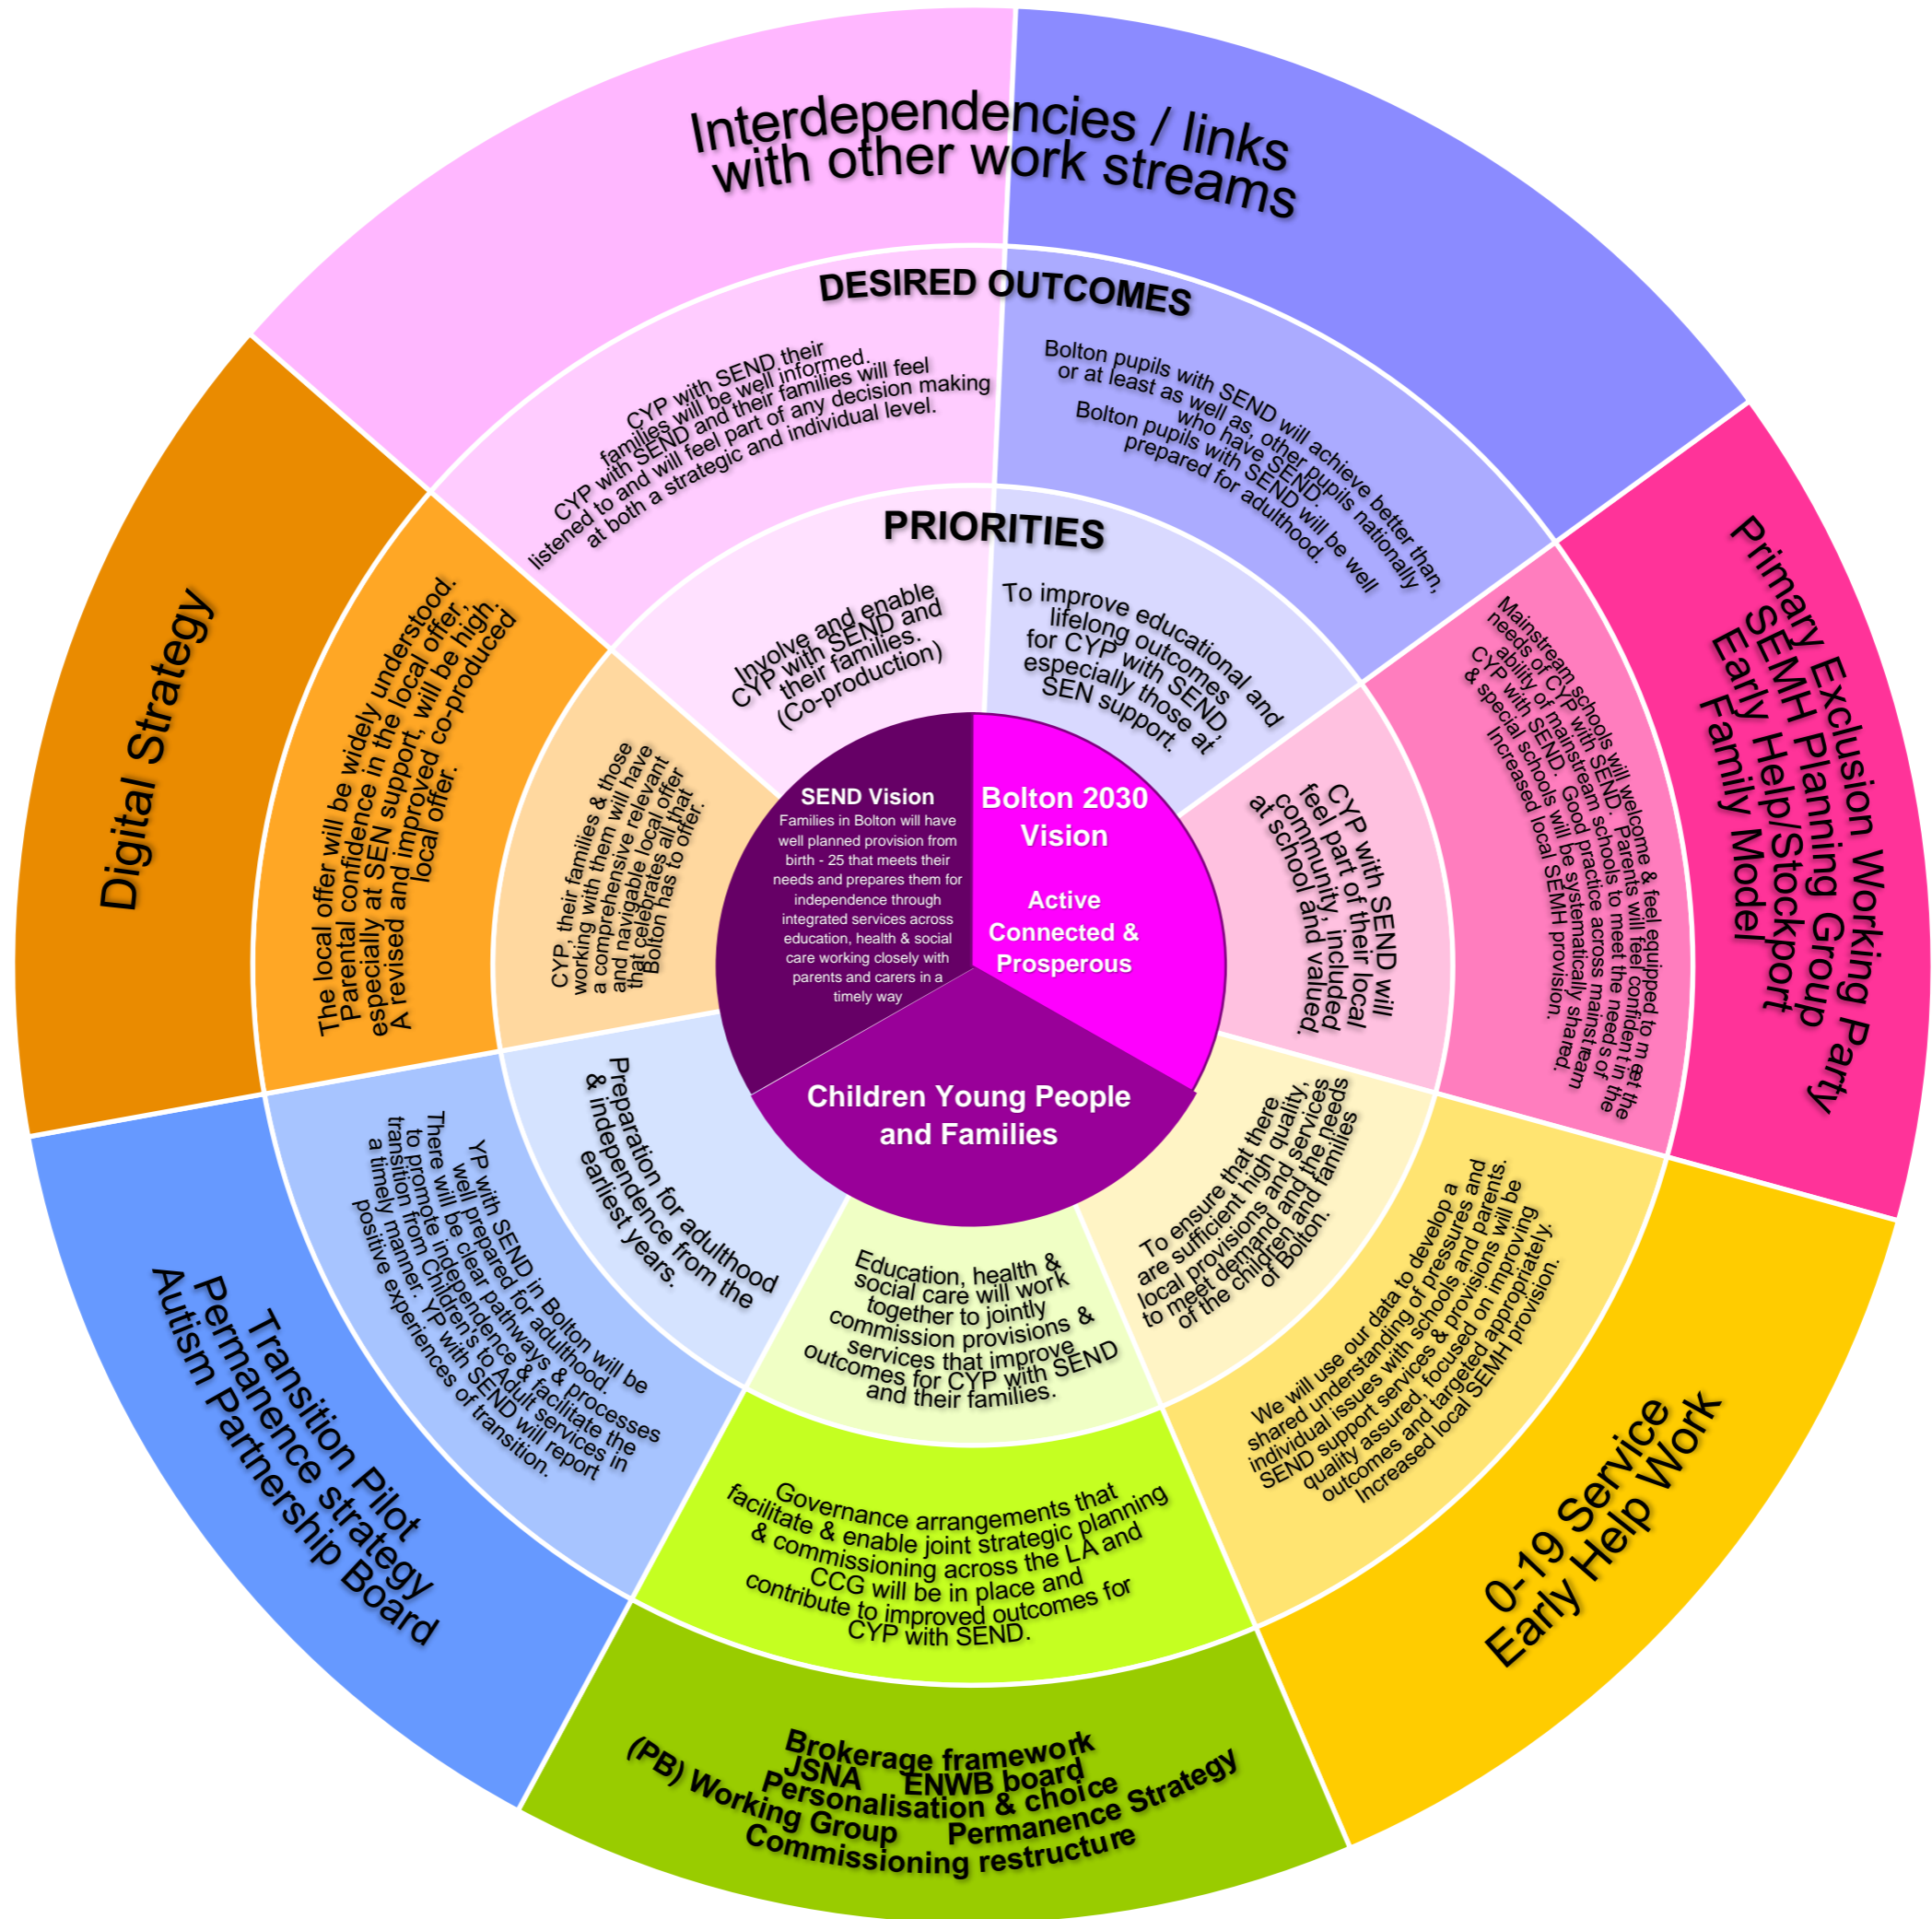 Interdependencies / links
with other work streams
DESIRED OUTCOMES
CYP with SEND their
families will be well informed.
CYP with SEND and their families will feel
listened to and will feel part of any decision making
at both a strategic and individual level.
Bolton pupils with SEND will achieve better than,
or at least as well as, other pupils nationally
who have SEND.
Bolton pupils with SEND will be well
prepared for adulthood.
PRIORITIES
Involve and enable
CYP with SEND and
their families.
(Co-production)
To improve educational and
lifelong outcomes
for CYP with SEND,
especially those at
SEN support.
Primary Exclusion Working Party
SEMH Planning Group
Early Help/Stockport
Family Model
Mainstream schools will welcome & feel equipped to meet the
needs of CYP with SEND. Parents will feel confident in the
ability of mainstream schools to meet the needs of
CYP with SEND. Good practice across mainstream
& special schools will be systematically shared.
Increased local SEMH provision.
CYP with SEND will
feel part of their local
community, included
at school and valued.
0-19 Service
Early Help Work
We will use our data to develop a
shared understanding of pressures and
individual issues with schools and parents.
SEND support services & provisions will be
quality assured, focused on improving
outcomes and targeted appropriately.
Increased local SEMH provision.
To ensure that there
are sufficient high quality,
local provisions and services
to meet demand and the needs
of the children and families
of Bolton.
Education, health &
social care will work
together to jointly
commission provisions &
services that improve
outcomes for CYP with SEND
and their families.
Governance arrangements that
facilitate & enable joint strategic planning
& commissioning across the LA and
CCG will be in place and
contribute to improved outcomes for
CYP with SEND.
Brokerage framework
JSNA ENWB board
Personalisation & choice
(PB) Working Group Permanence Strategy
Commissioning restructure
Preparation for adulthood
& independence from the
earliest years.
YP with SEND in Bolton will be
well prepared for adulthood.
There will be clear pathways & processes
to promote independence & facilitate the
transition from Children's to Adult services in
a timely manner. YP with SEND will report
positive experiences of transition.
Transition Pilot
Permanence strategy
Autism Partnership Board
Digital Strategy
The local offer will be widely understood.
Parental confidence in the local offer,
especially at SEN support, will be high.
A revised and improved co-produced
local offer.
CYP, their families & those
working with them will have
a comprehensive relevant
and navigable local offer
that celebrates all that
Bolton has to offer.
SEND Vision
Families in Bolton will have
well planned provision from
birth - 25 that meets their
needs and prepares them for
independence through
integrated services across
education, health & social
care working closely with
parents and carers in a
timely way
Bolton 2030
Vision
Active
Connected &
Prosperous
Children Young People
and Families